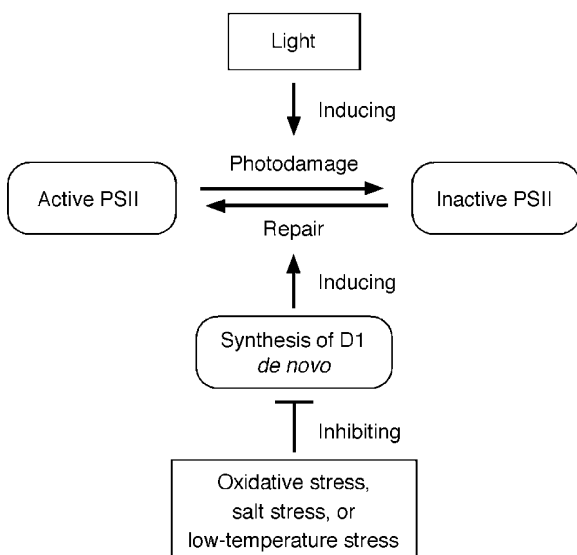 Light
Inducing
Photodamage
Active PSII
Inactive PSII
Repair
Inducing
Synthesis of D1
de novo
Inhibiting
Oxidative stress,
salt stress, or
low-temperature stress